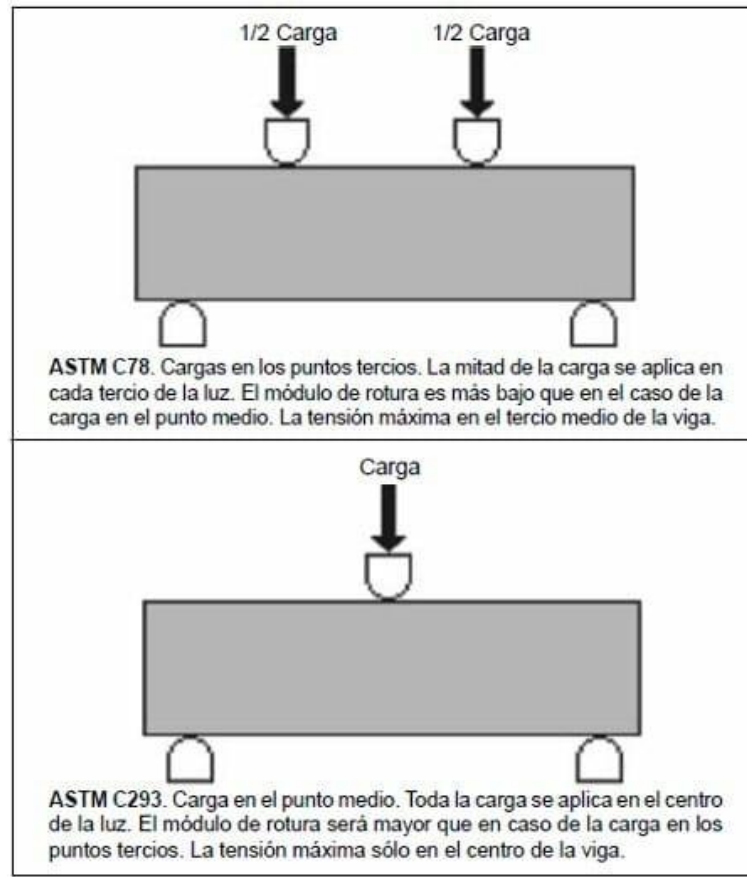 1/2 Carga 1/2 Carga
ASTM C78. Cargas en los puntos tercios. La mitad de la carga se aplica en
cada tercio de la luz. El módulo de rotura es más bajo que en el caso de la
carga en el punto medio. La tensión máxima en el tercio medio de la viga.
Carga
ASTM C293. Carga en el punto medio. Toda la carga se aplica en el centro
de la luz. El módulo de rotura será mayor que en caso de la carga en los
puntos tercios. La tensión máxima sólo en el centro de la viga.